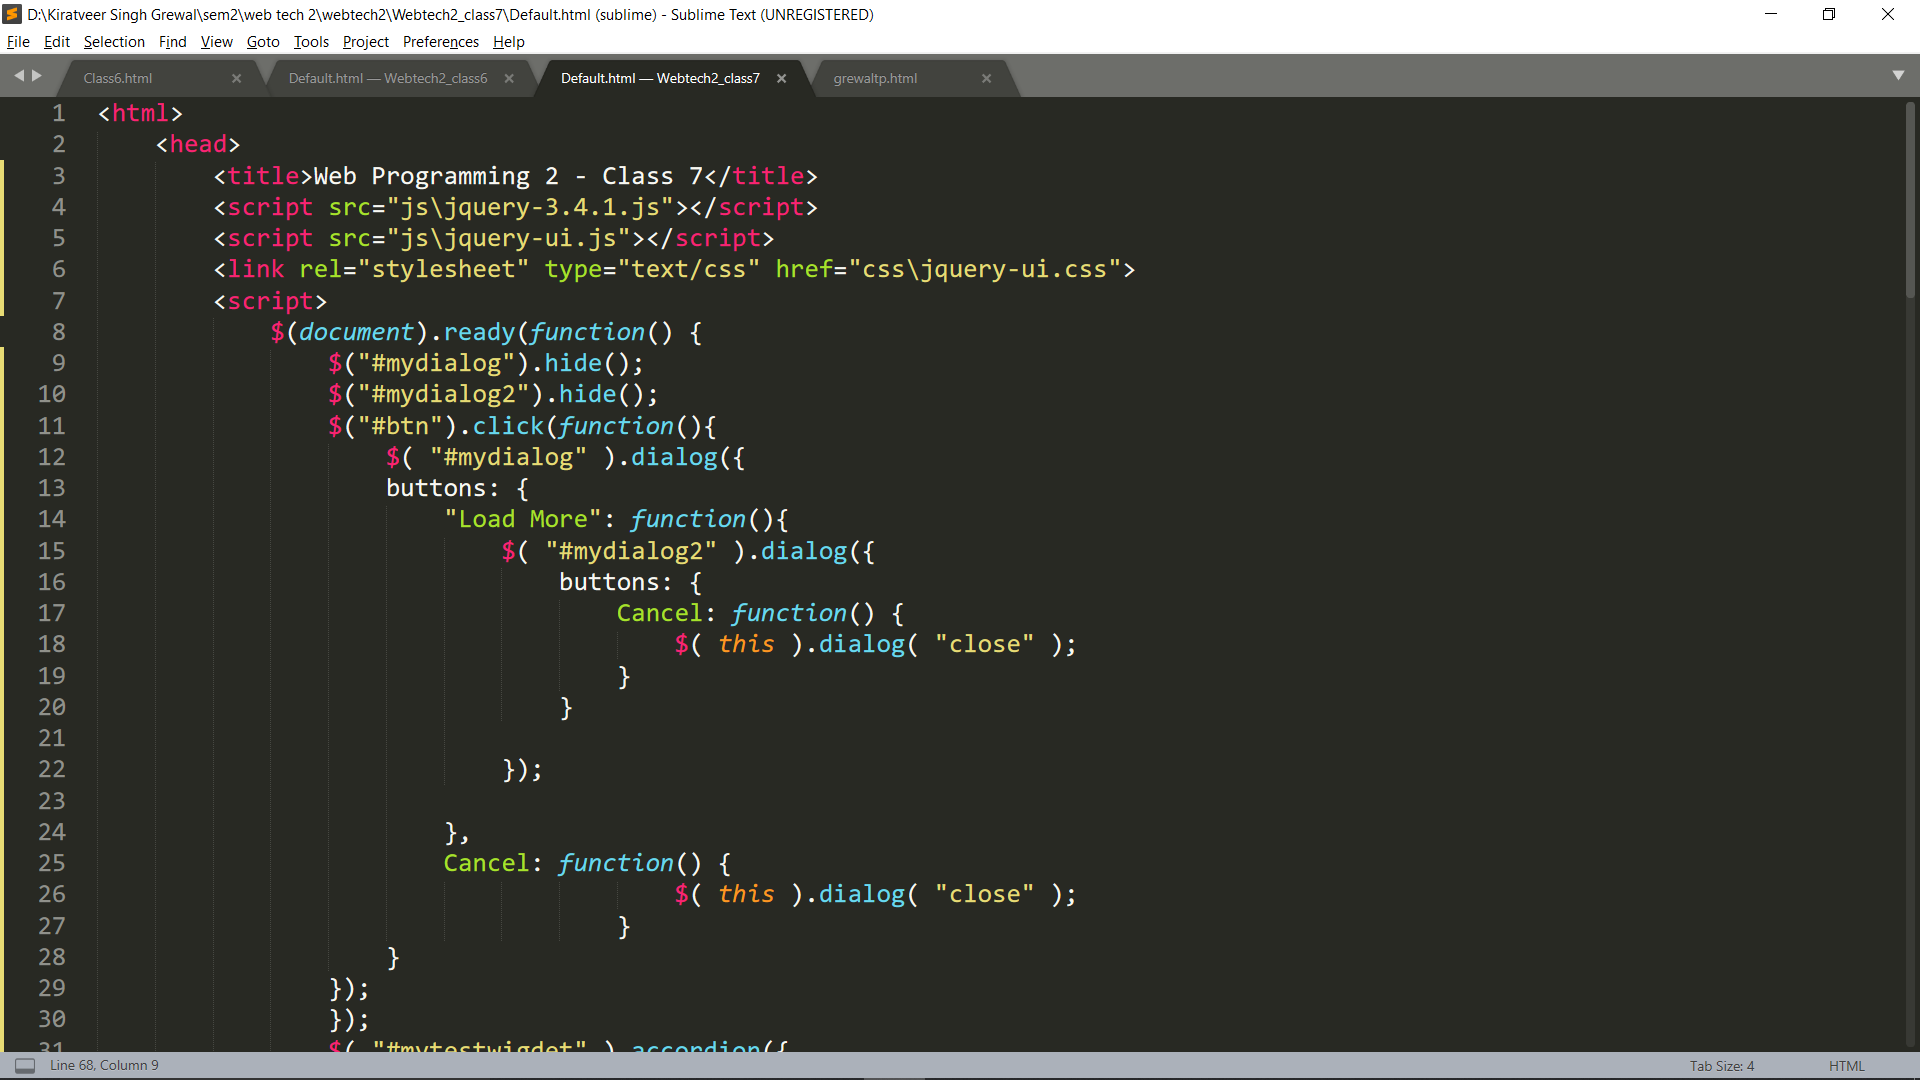 D:\Kiratveer Singh Grewal\sem2\web tech 2\webtech2\Webtech2_class7\Default.html (sublime) - Sublime Text (UNREGISTERED)
File Edit Selection Find View Goto Tools Project Preferences Help
Class6.html Default.html — Webtech2_class6 Default.html — Webtech2_class7 grewaltp.html
1 <html>
2 <head>
3 <title>Web Programming 2 - Class 7</title>
4 <script src="js\jquery-3.4.1.js"></script>
5 <script src="js\jquery-ui.js"></script>
6 <link rel="stylesheet" type="text/css" href="css\jquery-ui.css">
7 <script>
8 $(document).ready(function() {
9 $("#mydialog").hide();
10 $("#mydialog2").hide();
11 $("#btn").click(function(){
12 $( "#mydialog" ).dialog({
13 buttons: {
14 "Load More": function(){
15 $( "#mydialog2" ).dialog({
16 buttons: {
17 Cancel: function() {
18 $( this ).dialog( "close" );
19 }
20 }
21
22 });
23
24 },
25 Cancel: function() {
26 $( this ).dialog( "close" );
27 }
28 }
29 });
30 });
31 $( "#mytestwigdet" ).accordion({
Line 68, Column 9 Tab Size: 4 HTML